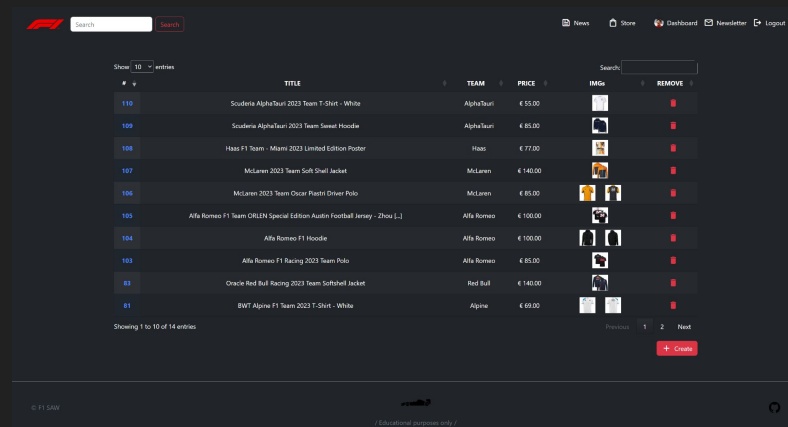 F1 Search Search News Store Dashboard Newsletter Logout
Show 10 entries Search:
# TITLE TEAM PRICE IMGs REMOVE
110 Scuderia AlphaTauri 2023 Team T-Shirt - White AlphaTauri € 55.00
109 Scuderia AlphaTauri 2023 Team Sweat Hoodie AlphaTauri € 85.00
108 Haas F1 Team - Miami 2023 Limited Edition Poster Haas € 77.00
107 McLaren 2023 Team Soft Shell Jacket McLaren € 140.00
106 McLaren 2023 Team Oscar Piastri Driver Polo McLaren € 85.00
105 Alfa Romeo F1 Team ORLEN Special Edition Austin Football Jersey - Zhou [...] Alfa Romeo € 100.00
104 Alfa Romeo F1 Hoodie Alfa Romeo € 100.00
103 Alfa Romeo F1 Racing 2023 Team Polo Alfa Romeo € 85.00
83 Oracle Red Bull Racing 2023 Team Softshell Jacket Red Bull € 140.00
81 BWT Alpine F1 Team 2023 T-Shirt - White Alpine € 69.00
Showing 1 to 10 of 14 entries Previous 1 2 Next
+ Create
© F1 SAW
/ Educational purposes only /